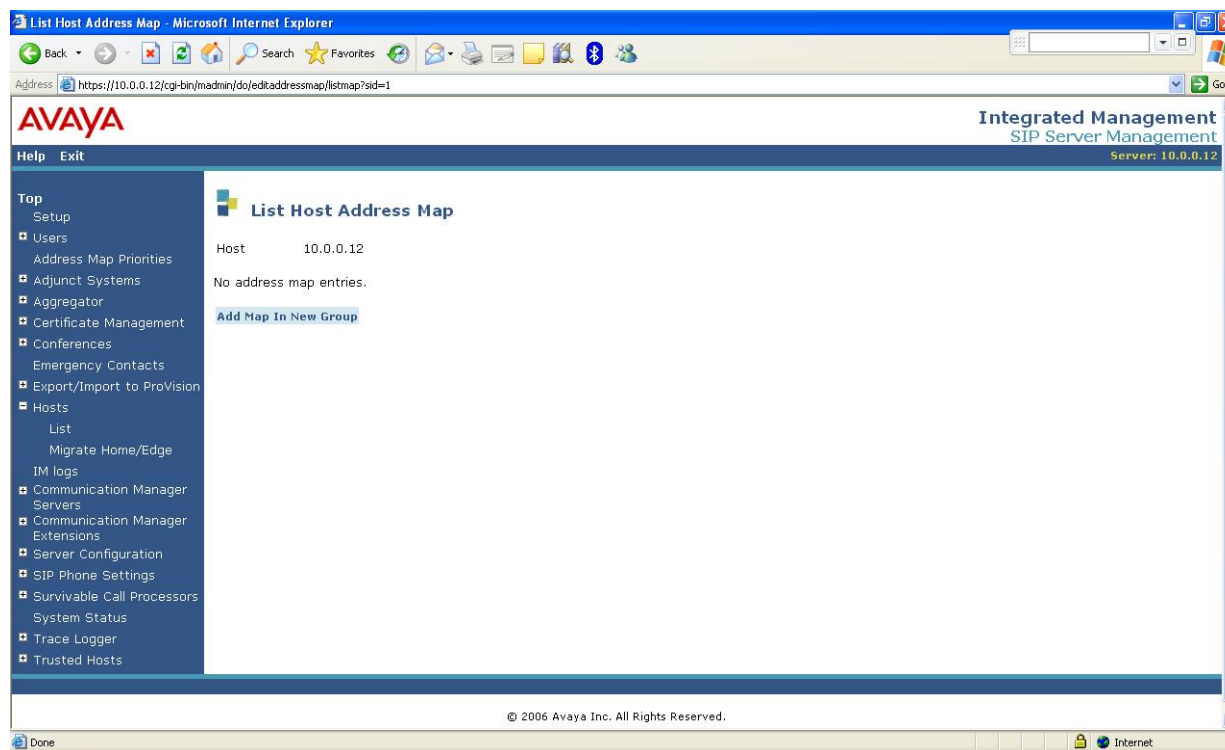 List Host Address Map - Microsoft Internet Explorer
Back
Search
Favorites
Address https://10.0.0.12/cgi-bin/madmin/do/editaddressmap/listmap?sid=1
Go
AVAYA
Integrated Management
SIP Server Management
Help Exit
Server: 10.0.0.12
Top
Setup
Users
Address Map Priorities
Adjunct Systems
Aggregator
Certificate Management
Conferences
Emergency Contacts
Export/Import to ProVision
Hosts
List
Migrate Home/Edge
IM logs
Communication Manager
Servers
Communication Manager
Extensions
Server Configuration
SIP Phone Settings
Survivable Call Processors
System Status
Trace Logger
Trusted Hosts
List Host Address Map
Host 10.0.0.12
No address map entries.
Add Map In New Group
© 2006 Avaya Inc. All Rights Reserved.
Done
Internet